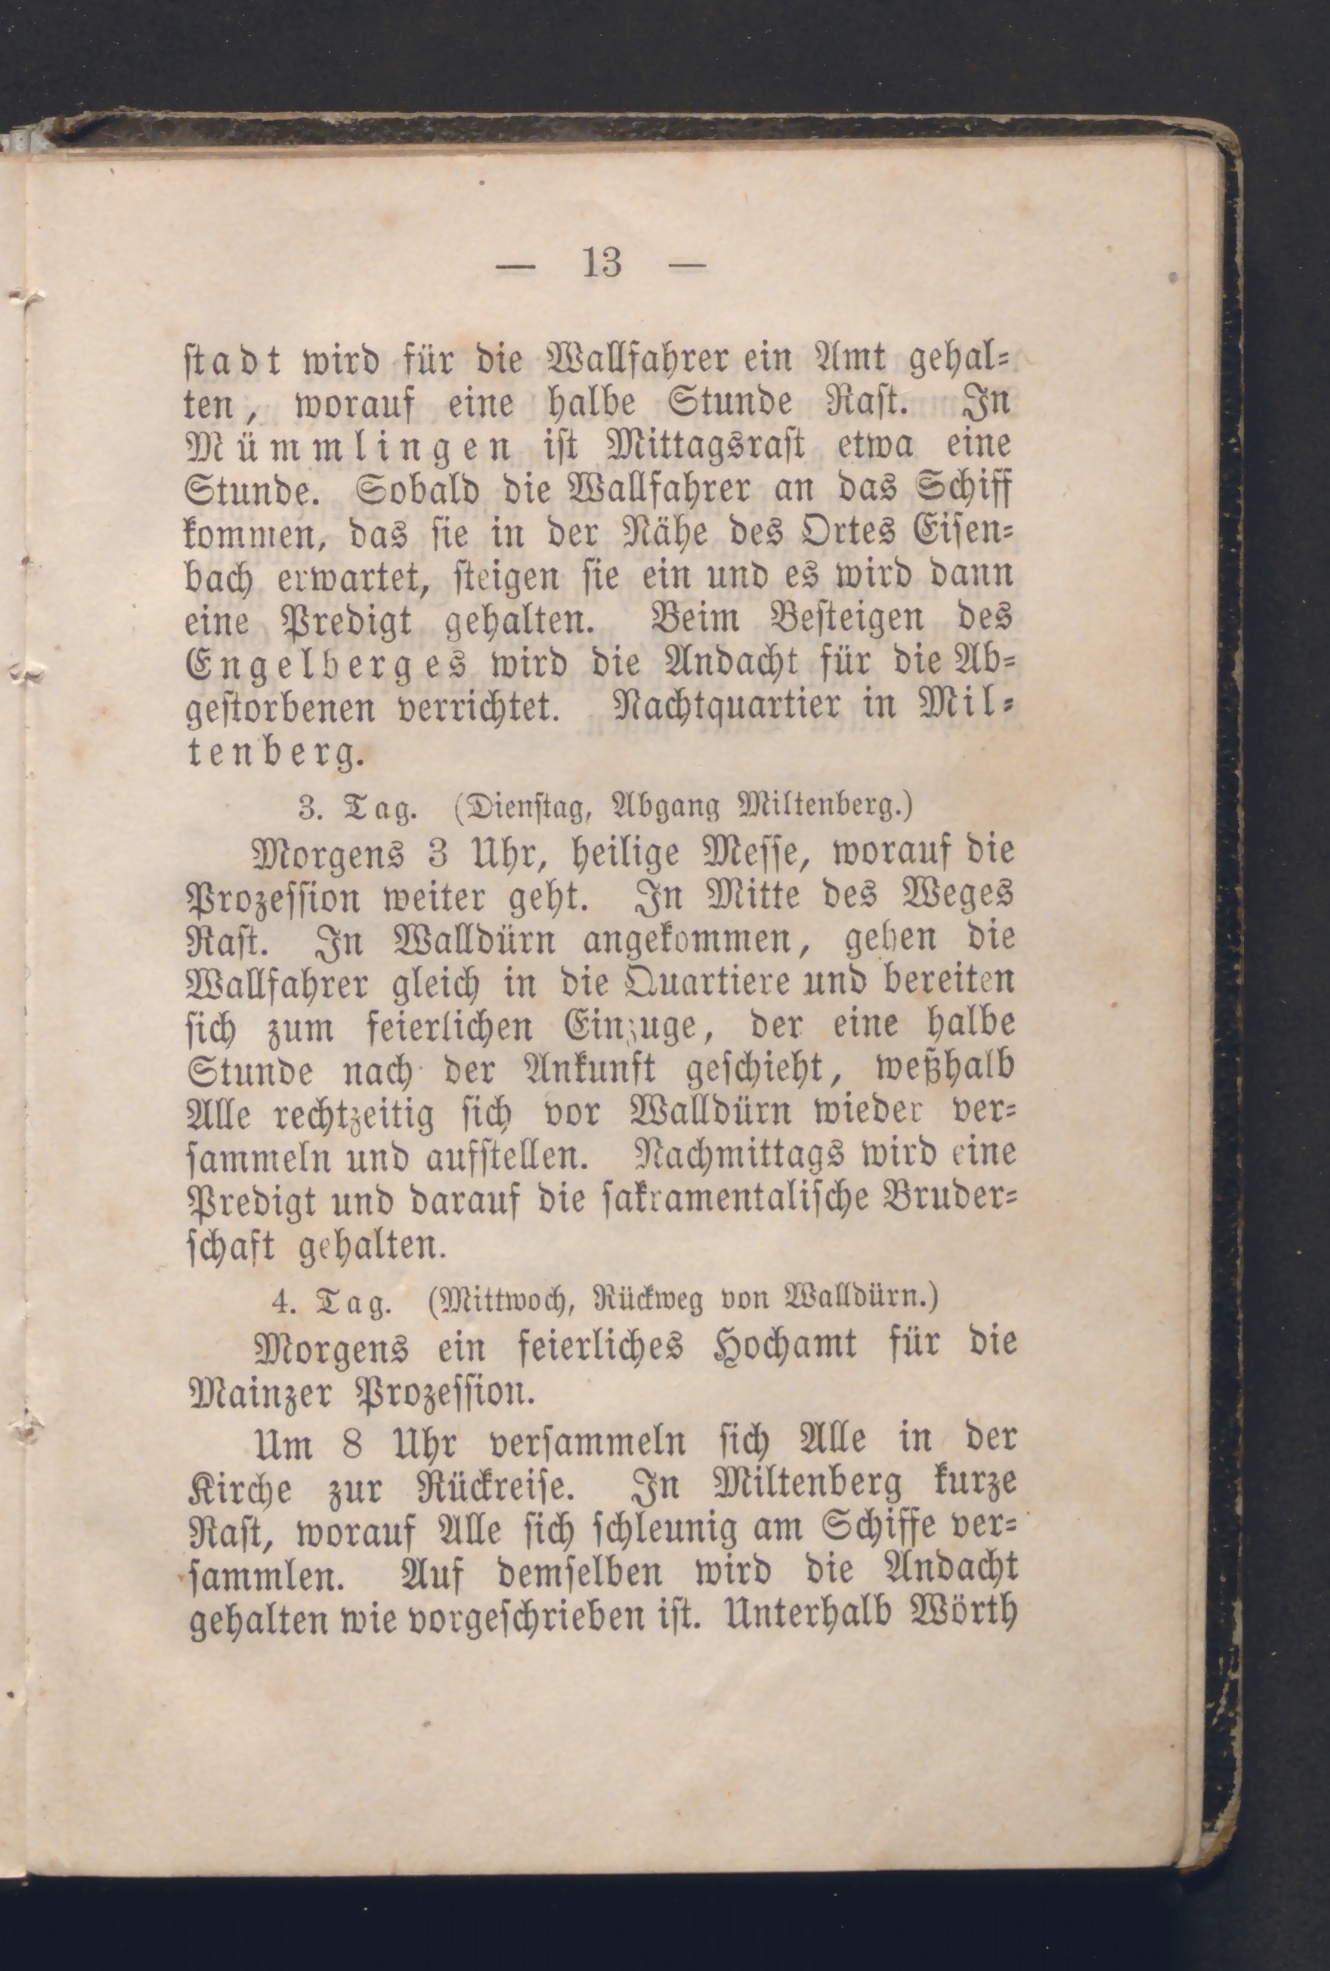 — 13 —
stadt wird für die Wallfahrer ein Amt gehal-
ten, worauf eine halbe Stunde Rast. In
Mümmlingen ist Mittagsrast etwa eine
Stunde. Sobald die Wallfahrer an das Schiff
kommen, das sie in der Nähe des Ortes Eisen-
bach erwartet, steigen sie ein und es wird dann
eine Predigt gehalten. Beim Besteigen des
Engelberges wird die Andacht für die Ab-
gestorbenen verrichtet. Nachtquartier in Mil-
tenberg.
3. Tag. (Dienstag, Abgang Miltenberg.)
Morgens 3 Uhr, heilige Messe, worauf die
Prozession weiter geht. In Mitte des Weges
Rast. In Walldürn angekommen, gehen die
Wallfahrer gleich in die Quartiere und bereiten
sich zum feierlichen Einzuge, der eine halbe
Stunde nach der Ankunft geschieht, weßhalb
Alle rechtzeitig sich vor Walldürn wieder ver-
sammeln und aufstellen. Nachmittags wird eine
Predigt und darauf die sakramentalische Bruder-
schaft gehalten.
4. Tag. (Mittwoch, Rückweg von Walldürn.)
Morgens ein feierliches Hochamt für die
Mainzer Prozession.
Um 8 Uhr versammeln sich Alle in der
Kirche zur Rückreise. In Miltenberg kurze
Rast, worauf Alle sich schleunig am Schiffe ver-
sammlen. Auf demselben wird die Andacht
gehalten wie vorgeschrieben ist. Unterhalb Wörth